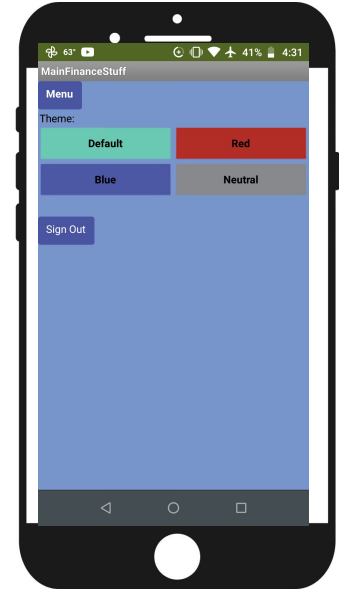 63° 41% 4:31
MainFinanceStuff
Menu
Theme:
Default Red
Blue Neutral
Sign Out